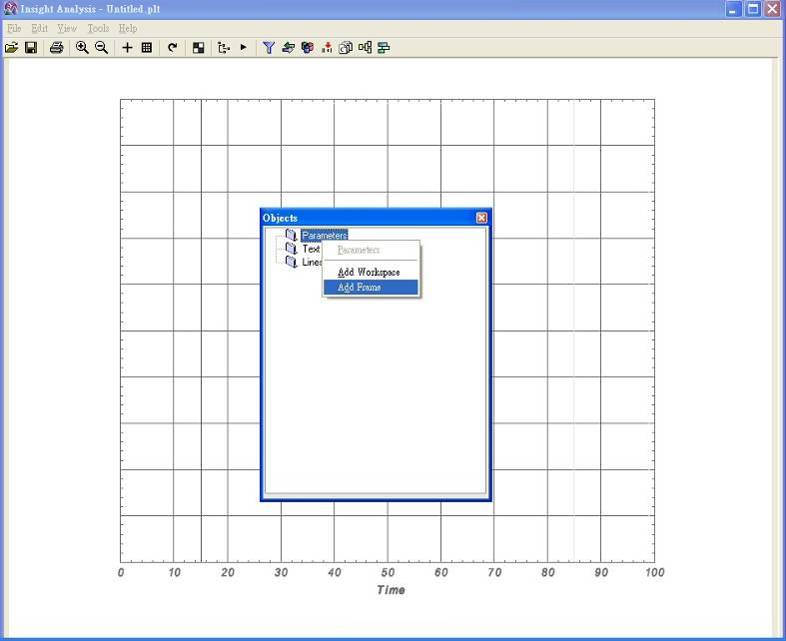 Insight Analysis - Untitled.plt
File Edit View Tools Help
Objects
Parameters
Text
Lines
Parameters
Add Workspace
Add Frame
0 10 20 30 40 50 60 70 80 90 100
Time